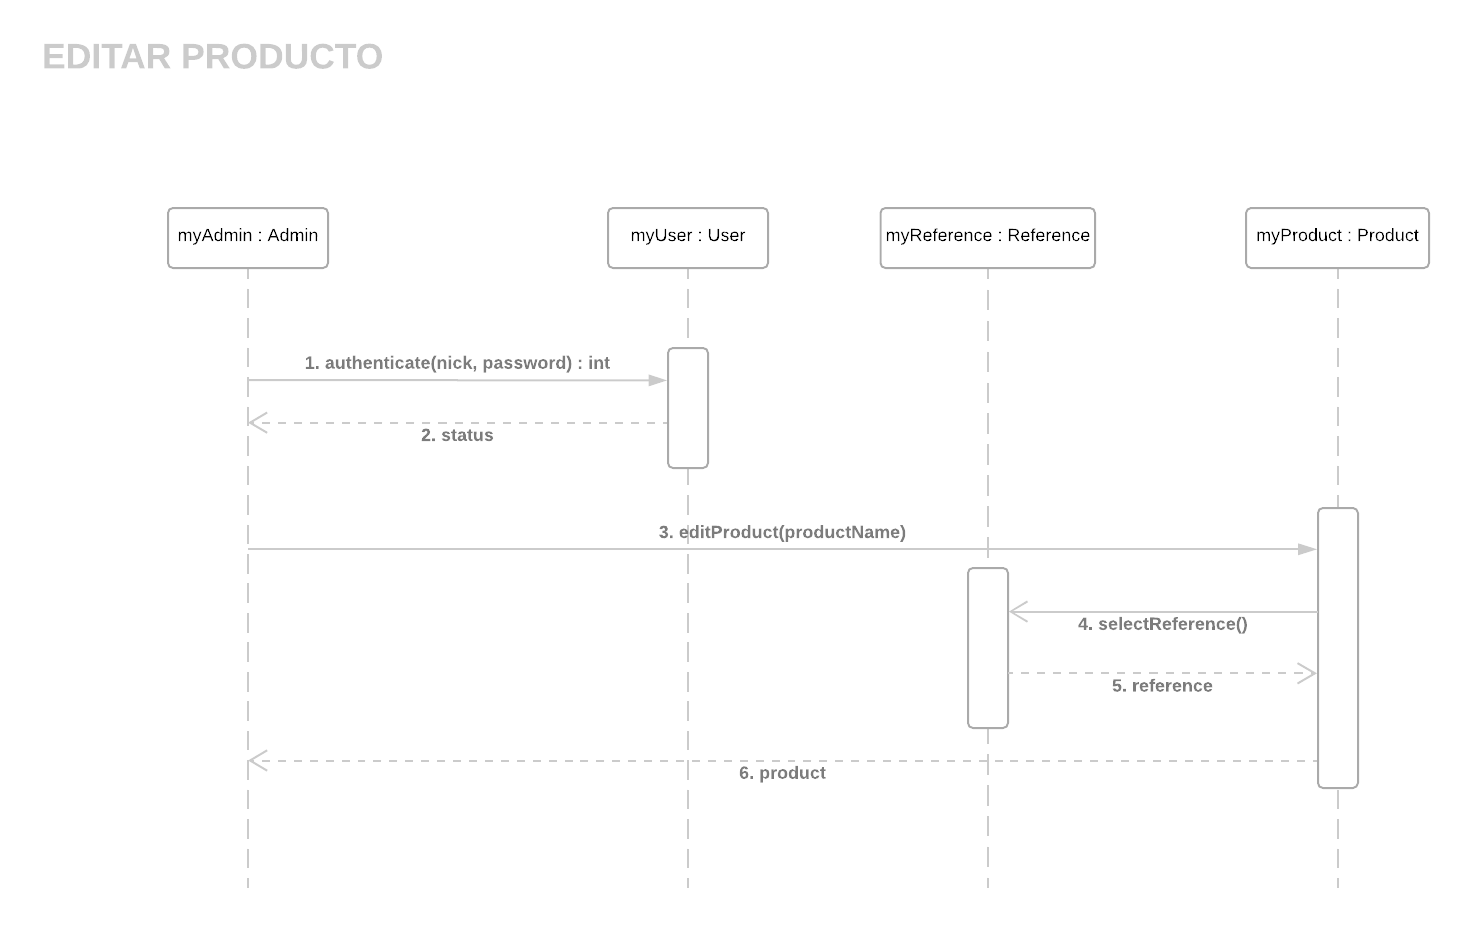 EDITAR PRODUCTO
myAdmin : Admin
myUser : User
myReference : Reference
myProduct : Product
1. authenticate(nick, password) : int
2. status
3. editProduct(productName)
4. selectReference()
5. reference
6. product